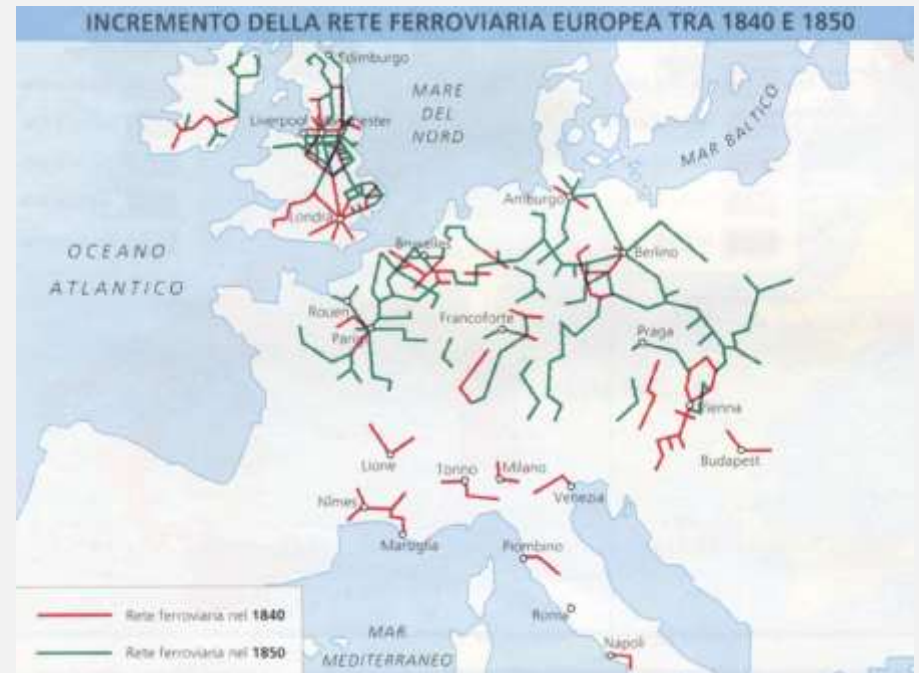 INCREMENTO DELLA RETE FERROVIARIA EUROPEA TRA 1840 E 1850
Edimburgo
MARE
DEL
NORD
MAR BALTICO
Liverpool
Manchester
Londra
Amburgo
Berlino
Bruxelles
OCEANO
ATLANTICO
Rouen
Parigi
Francoforte
Praga
Vienna
Budapest
Lione
Torino
Milano
Venezia
Nîmes
Marsiglia
Piombino
Roma
Napoli
Rete ferroviaria nel 1840
Rete ferroviaria nel 1850
MAR
MEDITERRANEO